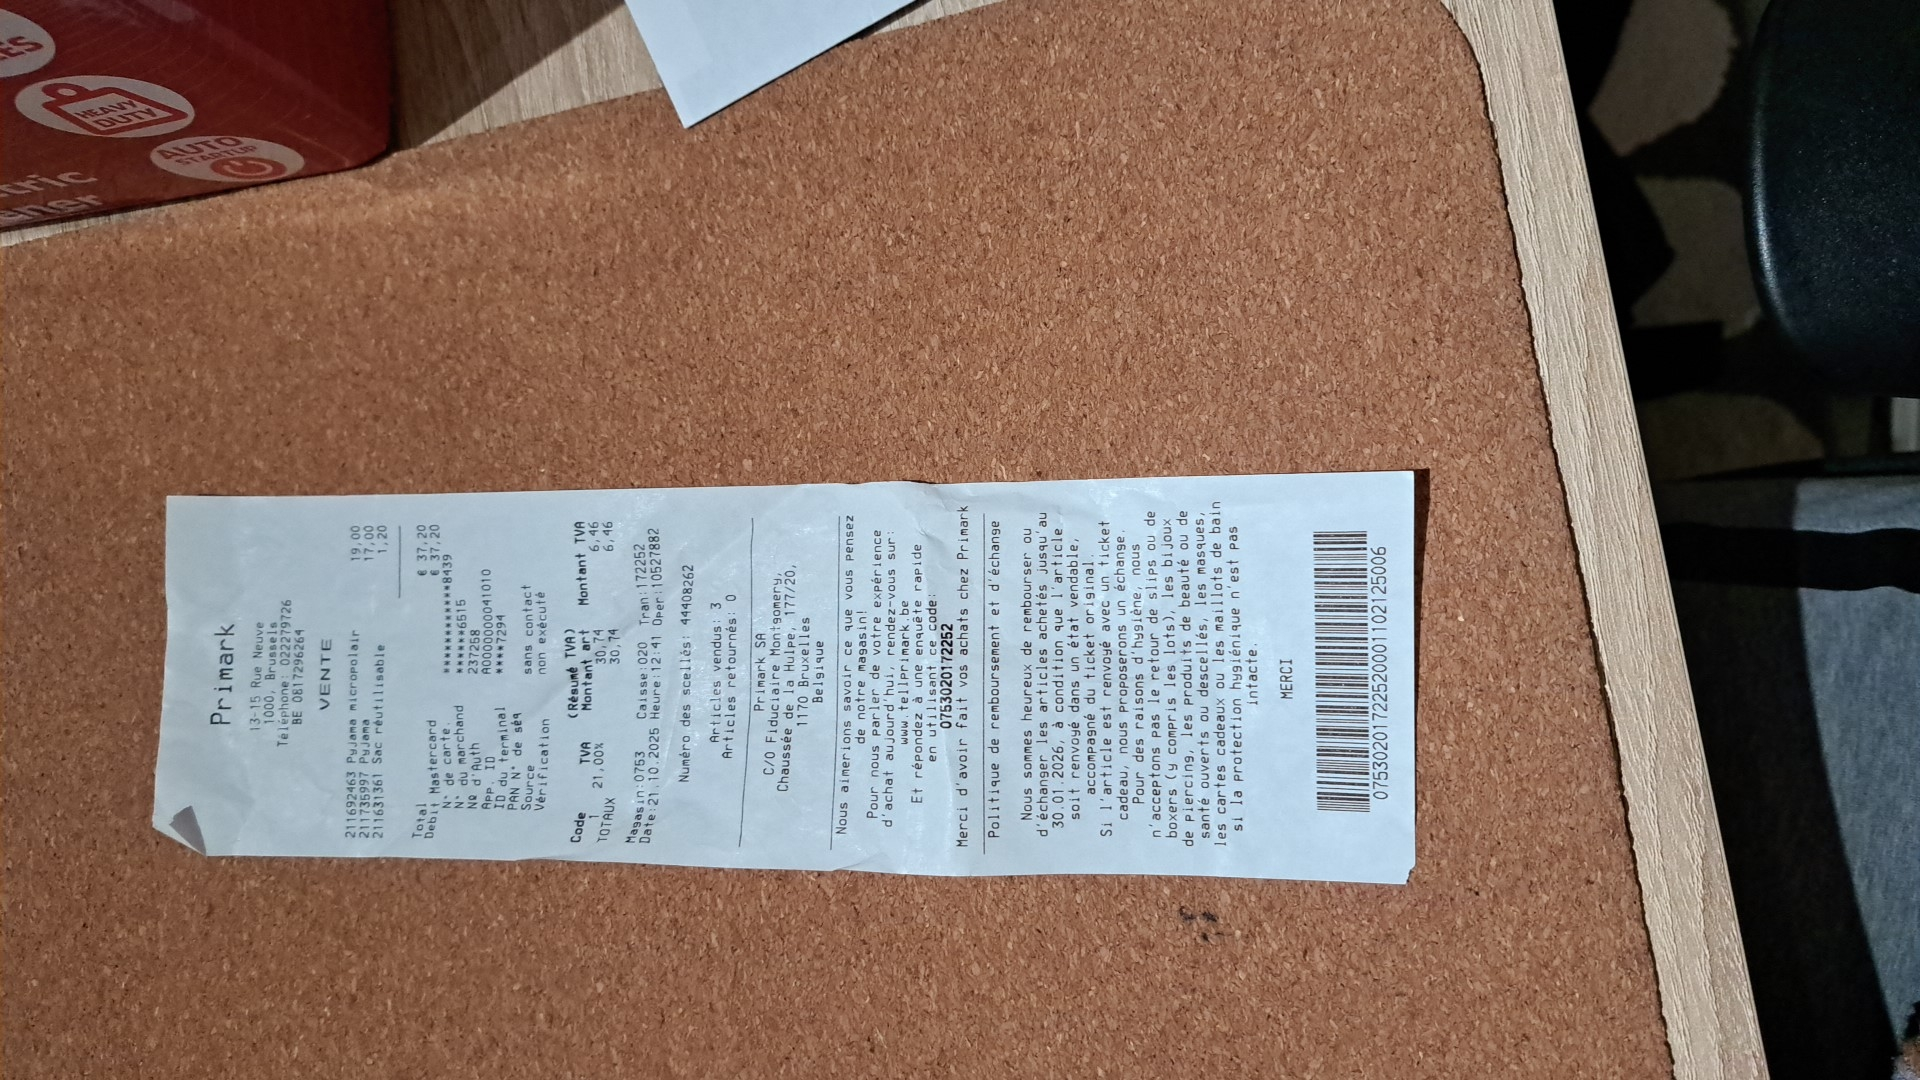 ES
HEAVY
DUTY
AUTO
STARTUP
tric
ener
Primark
13-15 Rue Neuve
1000, Brussels
Téléphone: 022279726
BE 0817296264
VENTE
211692463 Pyjama micropolair 19,00
211735997 Pyjama 17,00
211631361 Sac réutilisable 1,20
Total € 37,20
Debit Mastercard € 37,20
N° de carte. ************8439
N° du marchand *****6515
No d'Auth 237258
App. ID A0000000041010
ID du terminal ****7294
PAN N° de séq
Source sans contact
Vérification non exécuté
(Résumé TVA)
Code TVA Montant art Montant TVA
1 21,00% 30,74 6,46
TOTAUX 30,74 6,46
Magasin:0753 Caisse:020 Tran:172252
Date:21.10.2025 Heure:12:41 Oper:10527882
Numéro des scellés: 44408262
Articles vendus: 3
Articles retournés: 0
Primark SA
C/O Fiduciaire Montgomery,
Chaussée de la Hulpe, 177/20,
1170 Bruxelles
Belgique
Nous aimerions savoir ce que vous pensez
de notre magasin!
Pour nous parler de votre expérience
d'achat aujourd'hui, rendez-vous sur:
www.tellprimark.be
Et répondez à une enquête rapide
en utilisant ce code:
075302017225​2
Merci d'avoir fait vos achats chez Primark
Politique de remboursement et d'échange
Nous sommes heureux de rembourser ou
d'échanger les articles achetés jusqu'au
30.01.2026, à condition que l'article
soit renvoyé dans un état vendable,
accompagné du ticket original.
Si l'article est renvoyé avec un ticket
cadeau, nous proposerons un échange.
Pour des raisons d'hygiène, nous
n'acceptons pas le retour de slips ou de
boxers (y compris les lots), les bijoux
de piercing, les produits de beauté ou de
santé ouverts ou descellés, les masques,
les cartes cadeaux ou les maillots de bain
si la protection hygiénique n'est pas
intacte.
MERCI
07530201722520001102125006